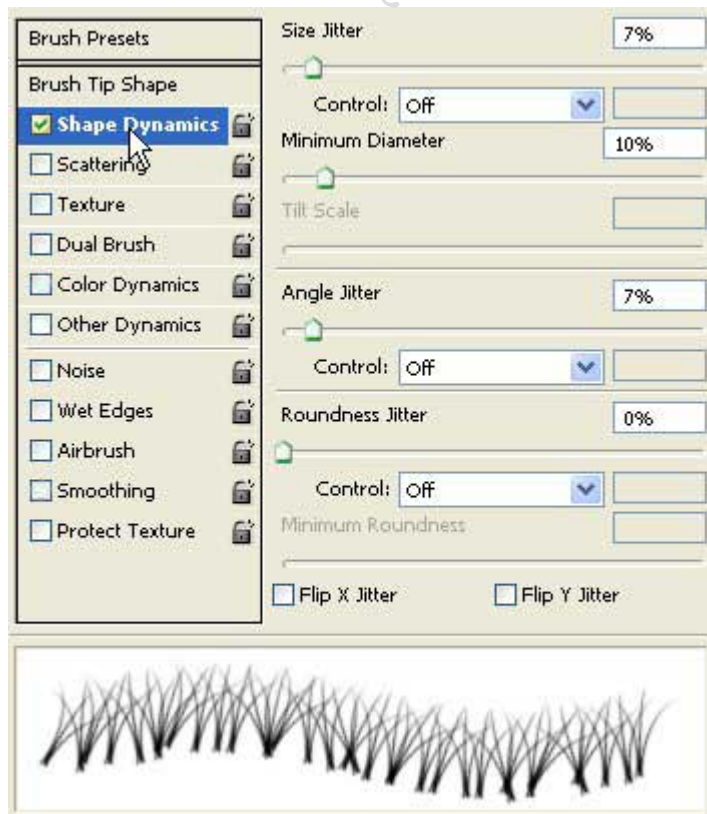 Brush Presets
Brush Tip Shape
Shape Dynamics
Scattering
Texture
Dual Brush
Color Dynamics
Other Dynamics
Noise
Wet Edges
Airbrush
Smoothing
Protect Texture
Size Jitter 7%
Control: Off
Minimum Diameter 10%
Tilt Scale
Angle Jitter 7%
Control: Off
Roundness Jitter 0%
Control: Off
Minimum Roundness
Flip X Jitter Flip Y Jitter